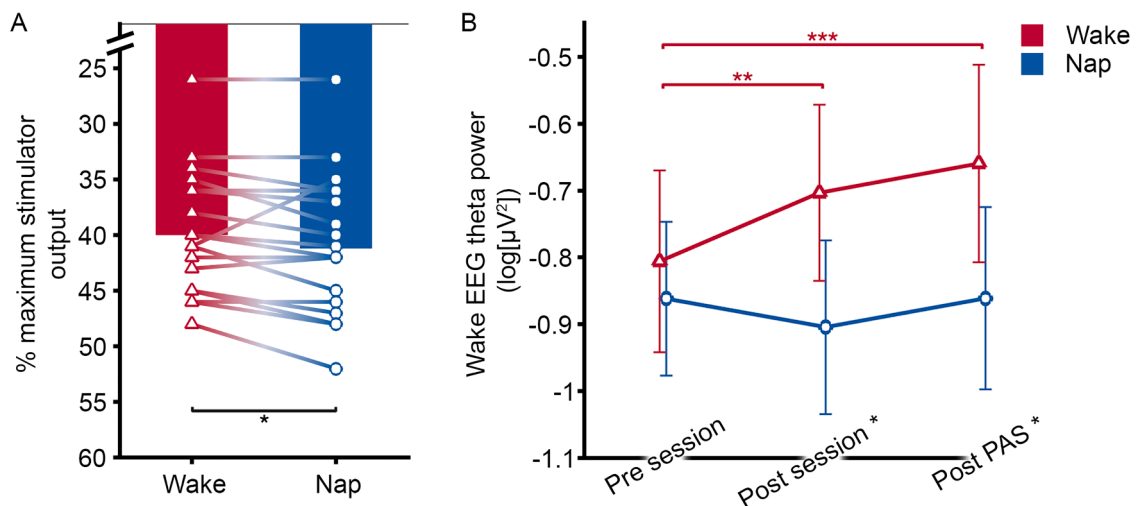 A
% maximum stimulator
output
25
30
35
40
45
50
55
60
*
Wake
Nap
B
Wake EEG theta power
(log[µV²])
-0.5
-0.6
-0.7
-0.8
-0.9
-1
-1.1
***
**
Pre session
Post session *
Post PAS *
Wake
Nap